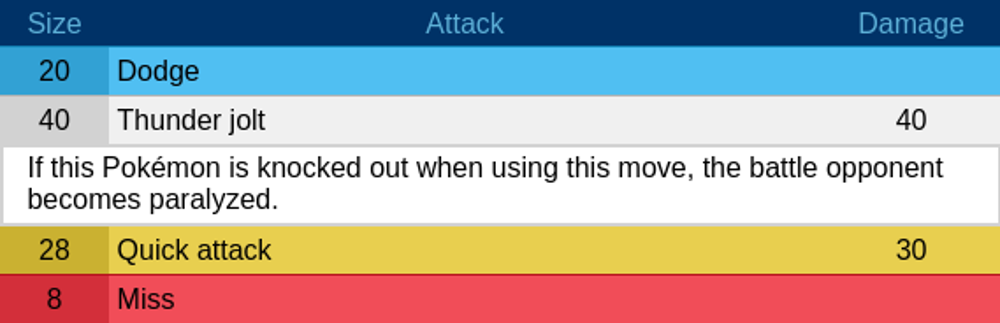 Size Attack Damage
20 Dodge
40 Thunder jolt 40
If this Pokémon is knocked out when using this move, the battle opponent
becomes paralyzed.
28 Quick attack 30
8 Miss